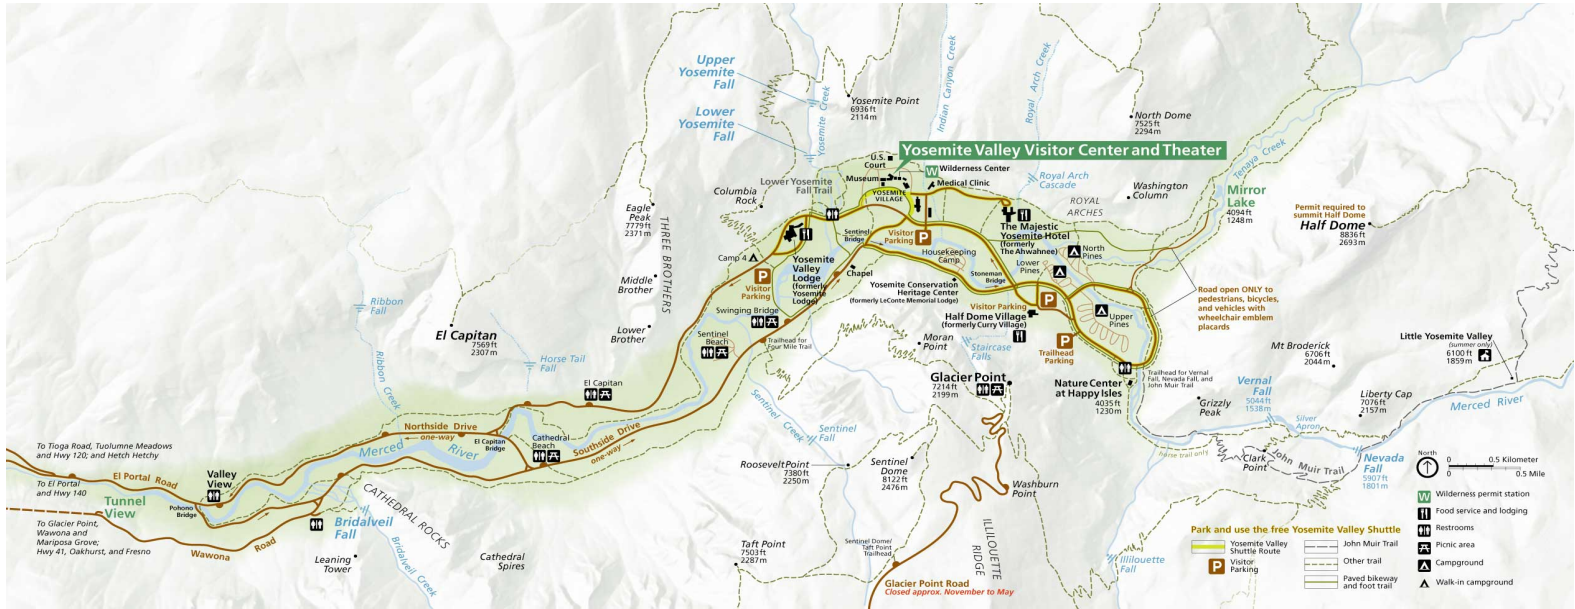 Upper
Yosemite
Fall
Lower
Yosemite
Fall
Yosemite Creek
Yosemite Point
6936 ft
2114 m
Indian Canyon Creek
Royal Arch Creek
North Dome
7525 ft
2294 m
Yosemite Valley Visitor Center and Theater
U.S.
Court
W
Wilderness Center
Museum
Medical Clinic
YOSEMITE
VILLAGE
Lower Yosemite
Fall Trail
Columbia
Rock
Royal Arch
Cascade
ROYAL
ARCHES
Washington
Column
Tenaya Creek
Mirror
Lake
4094 ft
1248 m
Permit required to
summit Half Dome
Half Dome
8836 ft
2693 m
Eagle
Peak
7779 ft
2371 m
THREE BROTHERS
Middle
Brother
Lower
Brother
Camp 4
P
Visitor
Parking
Yosemite
Valley
Lodge
(formerly
Yosemite
Lodge)
Sentinel
Bridge
Chapel
Visitor
Parking
P
The Majestic
Yosemite Hotel
(formerly
The Ahwahnee)
Housekeeping
Camp
Yosemite Conservation
Heritage Center
(formerly LeConte Memorial Lodge)
Stoneman
Bridge
Lower
Pines
North
Pines
Upper
Pines
Visitor Parking
P
Half Dome Village
(formerly Curry Village)
P
Trailhead
Parking
Road open ONLY to
pedestrians, bicycles,
and vehicles with
wheelchair emblem
placards
Swinging Bridge
Sentinel
Beach
Trailhead for
Four Mile Trail
Moran
Point
Staircase
Falls
Glacier Point
7214 ft
2199 m
Nature Center
at Happy Isles
4035 ft
1230 m
Trailhead for Vernal
Fall, Nevada Fall, and
John Muir Trail
Grizzly
Peak
Mt Broderick
6706 ft
2044 m
Little Yosemite Valley
(summer only)
6100 ft
1859 m
Vernal
Fall
5044 ft
1538 m
Silver
Apron
Liberty Cap
7076 ft
2157 m
Merced River
Nevada
Fall
5907 ft
1801 m
Clark
Point
John Muir Trail
horse trail only
Ribbon
Fall
Ribbon Creek
El Capitan
7569 ft
2307 m
Horse Tail
Fall
El Capitan
Northside Drive
one-way
El Capitan
Bridge
Cathedral
Beach
Southside Drive
one-way
Merced River
Sentinel Creek
Sentinel
Fall
Roosevelt Point
7380 ft
2250 m
Sentinel
Dome
8122 ft
2476 m
Washburn
Point
Taft Point
7503 ft
2287 m
Sentinel Dome/
Taft Point
Trailhead
Glacier Point Road
Closed approx. November to May
ILLILOUETTE
RIDGE
Illilouette
Fall
To Tioga Road, Tuolumne Meadows
and Hwy 120; and Hetch Hetchy
El Portal Road
To El Portal
and Hwy 140
Tunnel
View
Valley
View
Pohono
Bridge
To Glacier Point,
Wawona and
Mariposa Grove;
Hwy 41, Oakhurst, and Fresno
Wawona Road
Bridalveil
Fall
Bridalveil Creek
CATHEDRAL ROCKS
Leaning
Tower
Cathedral
Spires
North
0 0.5 Kilometer
0 0.5 Mile
W Wilderness permit station
Food service and lodging
Restrooms
Picnic area
Campground
Walk-in campground
Park and use the free Yosemite Valley Shuttle
Yosemite Valley
Shuttle Route
P Visitor
Parking
John Muir Trail
Other trail
Paved bikeway
and foot trail